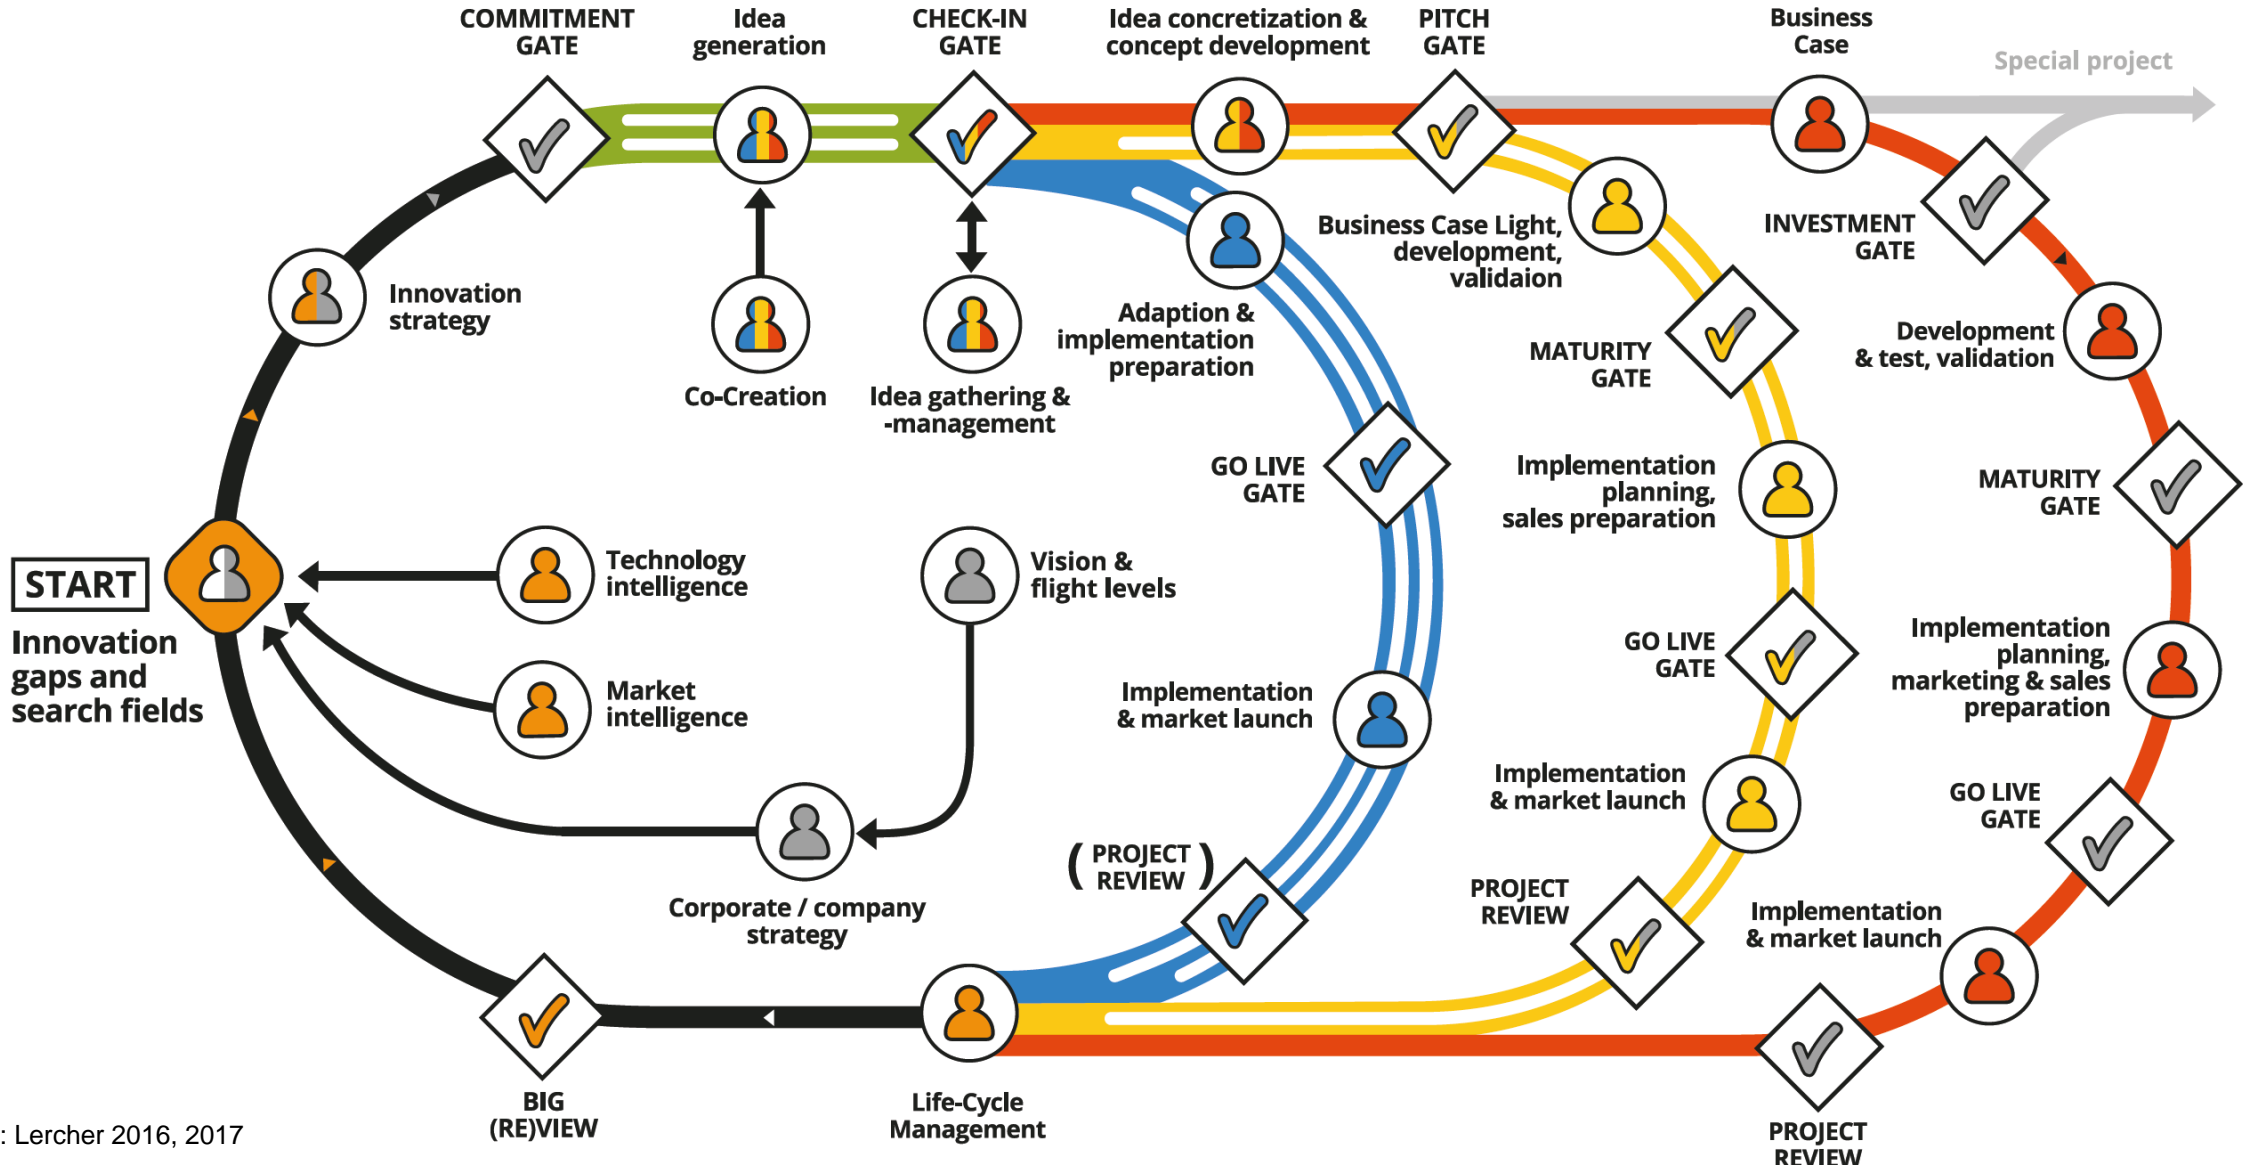 COMMITMENT
GATE
Idea
generation
CHECK-IN
GATE
Idea concretization &
concept development
PITCH
GATE
Business
Case
Special project
Innovation
strategy
Co-Creation
Idea gathering &
-management
Adaption &
implementation
preparation
Business Case Light,
development,
validaion
INVESTMENT
GATE
MATURITY
GATE
Development
& test, validation
GO LIVE
GATE
Implementation
planning,
sales preparation
MATURITY
GATE
START
Innovation
gaps and
search fields
Technology
intelligence
Vision &
flight levels
Market
intelligence
Implementation
& market launch
GO LIVE
GATE
Implementation
planning,
marketing & sales
preparation
Implementation
& market launch
GO LIVE
GATE
( PROJECT )
REVIEW
Corporate / company
strategy
PROJECT
REVIEW
Implementation
& market launch
BIG
(RE)VIEW
Life-Cycle
Management
PROJECT
REVIEW
: Lercher 2016, 2017